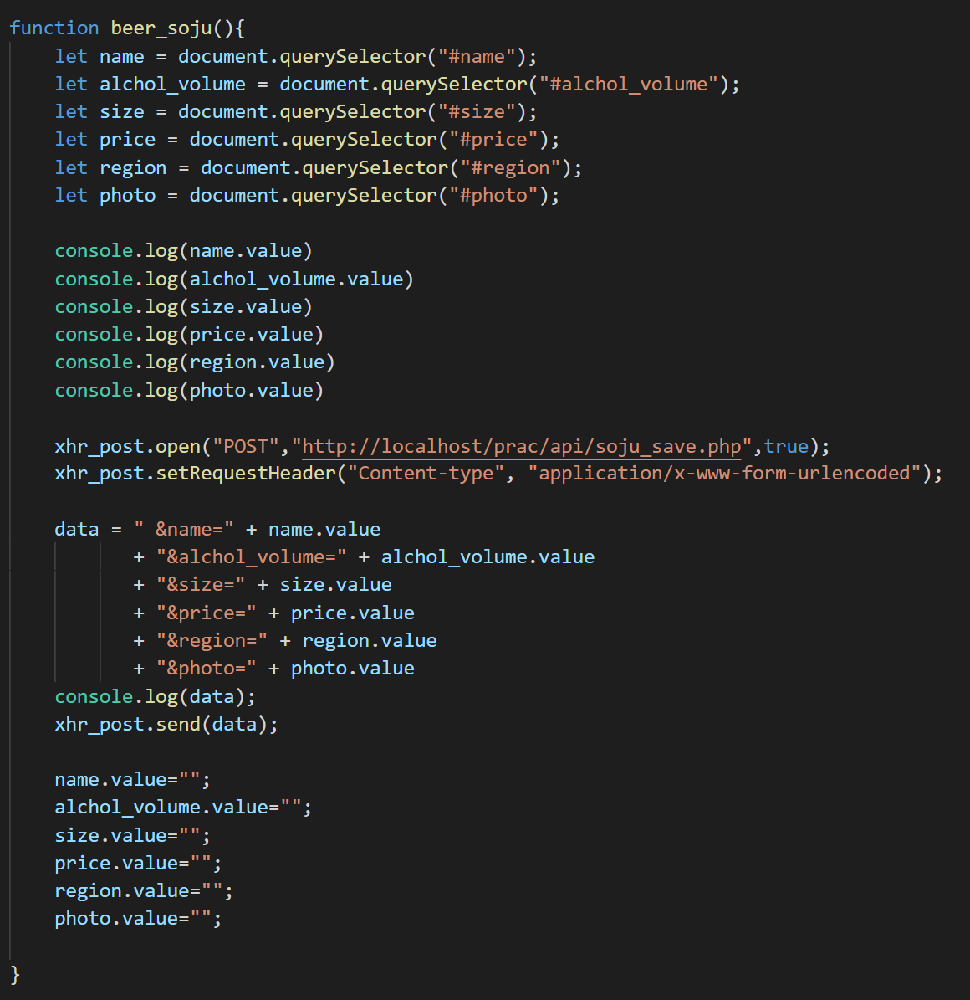 function beer_soju(){
    let name = document.querySelector("#name");
    let alchol_volume = document.querySelector("#alchol_volume");
    let size = document.querySelector("#size");
    let price = document.querySelector("#price");
    let region = document.querySelector("#region");
    let photo = document.querySelector("#photo");

    console.log(name.value)
    console.log(alchol_volume.value)
    console.log(size.value)
    console.log(price.value)
    console.log(region.value)
    console.log(photo.value)

    xhr_post.open("POST","http://localhost/prac/api/soju_save.php",true);
    xhr_post.setRequestHeader("Content-type", "application/x-www-form-urlencoded");

    data = " &name=" + name.value
           + "&alchol_volume=" + alchol_volume.value
           + "&size=" + size.value
           + "&price=" + price.value
           + "&region=" + region.value
           + "&photo=" + photo.value
    console.log(data);
    xhr_post.send(data);

    name.value="";
    alchol_volume.value="";
    size.value="";
    price.value="";
    region.value="";
    photo.value="";

}